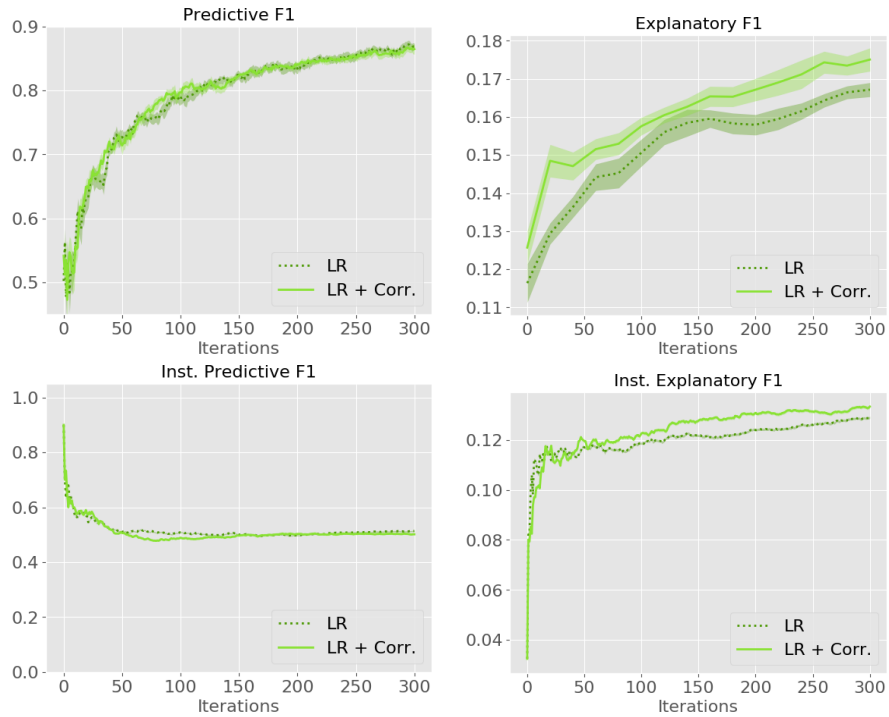 Predictive F1
0.9
0.8
0.7
0.6
0.5
0 50 100 150 200 250 300
Iterations
LR
LR + Corr.
Explanatory F1
0.18
0.17
0.16
0.15
0.14
0.13
0.12
0.11
0 50 100 150 200 250 300
Iterations
LR
LR + Corr.
Inst. Predictive F1
1.0
0.8
0.6
0.4
0.2
0.0
0 50 100 150 200 250 300
Iterations
LR
LR + Corr.
Inst. Explanatory F1
0.12
0.10
0.08
0.06
0.04
0 50 100 150 200 250 300
Iterations
LR
LR + Corr.